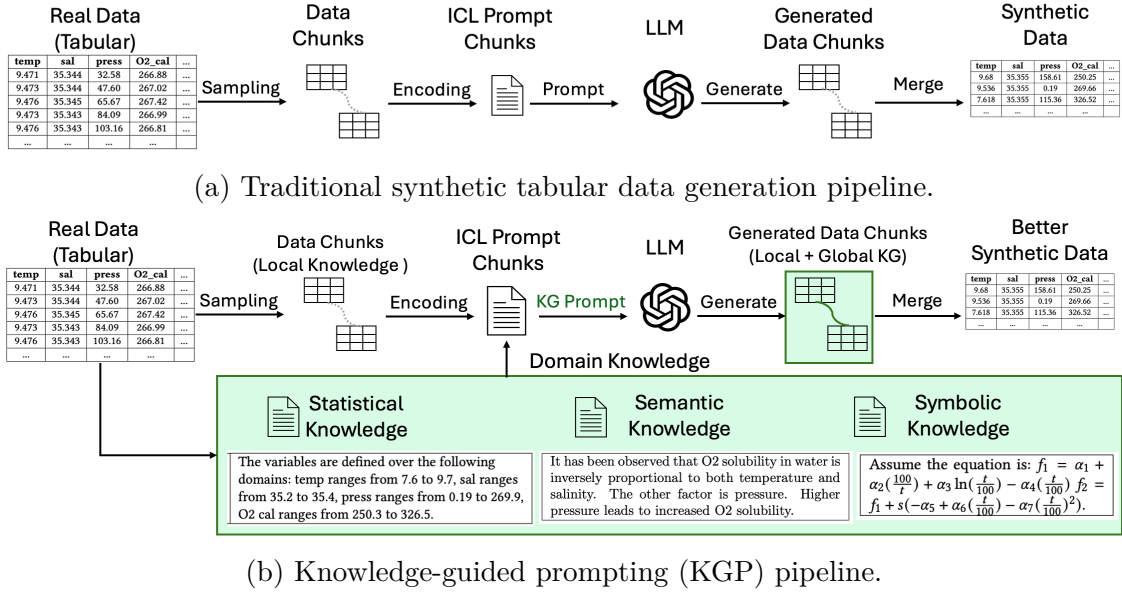 Real Data
(Tabular)
Data
Chunks
ICL Prompt
Chunks
LLM
Generated
Data Chunks
Synthetic
Data
temp sal press O2_cal ...
9.471 35.344 32.58 266.88 ...
9.473 35.344 47.60 267.02 ...
9.476 35.345 65.67 267.42 ...
9.473 35.343 84.09 266.99 ...
9.476 35.343 103.16 266.81 ...
... ... ... ... ...
Sampling
Encoding
Prompt
Generate
Merge
temp sal press O2_cal ...
9.68 35.355 158.61 250.25 ...
9.536 35.355 0.19 269.66 ...
7.618 35.355 115.36 326.52 ...
... ... ... ... ...
(a) Traditional synthetic tabular data generation pipeline.
Real Data
(Tabular)
Data Chunks
(Local Knowledge )
ICL Prompt
Chunks
LLM
Generated Data Chunks
(Local + Global KG)
Better
Synthetic Data
temp sal press O2_cal ...
9.471 35.344 32.58 266.88 ...
9.473 35.344 47.60 267.02 ...
9.476 35.345 65.67 267.42 ...
9.473 35.343 84.09 266.99 ...
9.476 35.343 103.16 266.81 ...
... ... ... ... ...
Sampling
Encoding
KG Prompt
Generate
Merge
temp sal press O2_cal ...
9.68 35.355 158.61 250.25 ...
9.536 35.355 0.19 269.66 ...
7.618 35.355 115.36 326.52 ...
... ... ... ... ...
Domain Knowledge
Statistical
Knowledge
The variables are defined over the following
domains: temp ranges from 7.6 to 9.7, sal ranges
from 35.2 to 35.4, press ranges from 0.19 to 269.9,
O2 cal ranges from 250.3 to 326.5.
Semantic
Knowledge
It has been observed that O2 solubility in water is
inversely proportional to both temperature and
salinity. The other factor is pressure. Higher
pressure leads to increased O2 solubility.
Symbolic
Knowledge
Assume the equation is: f₁ = α₁ +
α₂(100/t) + α₃ ln(t/100) − α₄(t/100) f₂ =
f₁ + s(−α₅ + α₆(t/100) − α₇(t/100)²).
(b) Knowledge-guided prompting (KGP) pipeline.